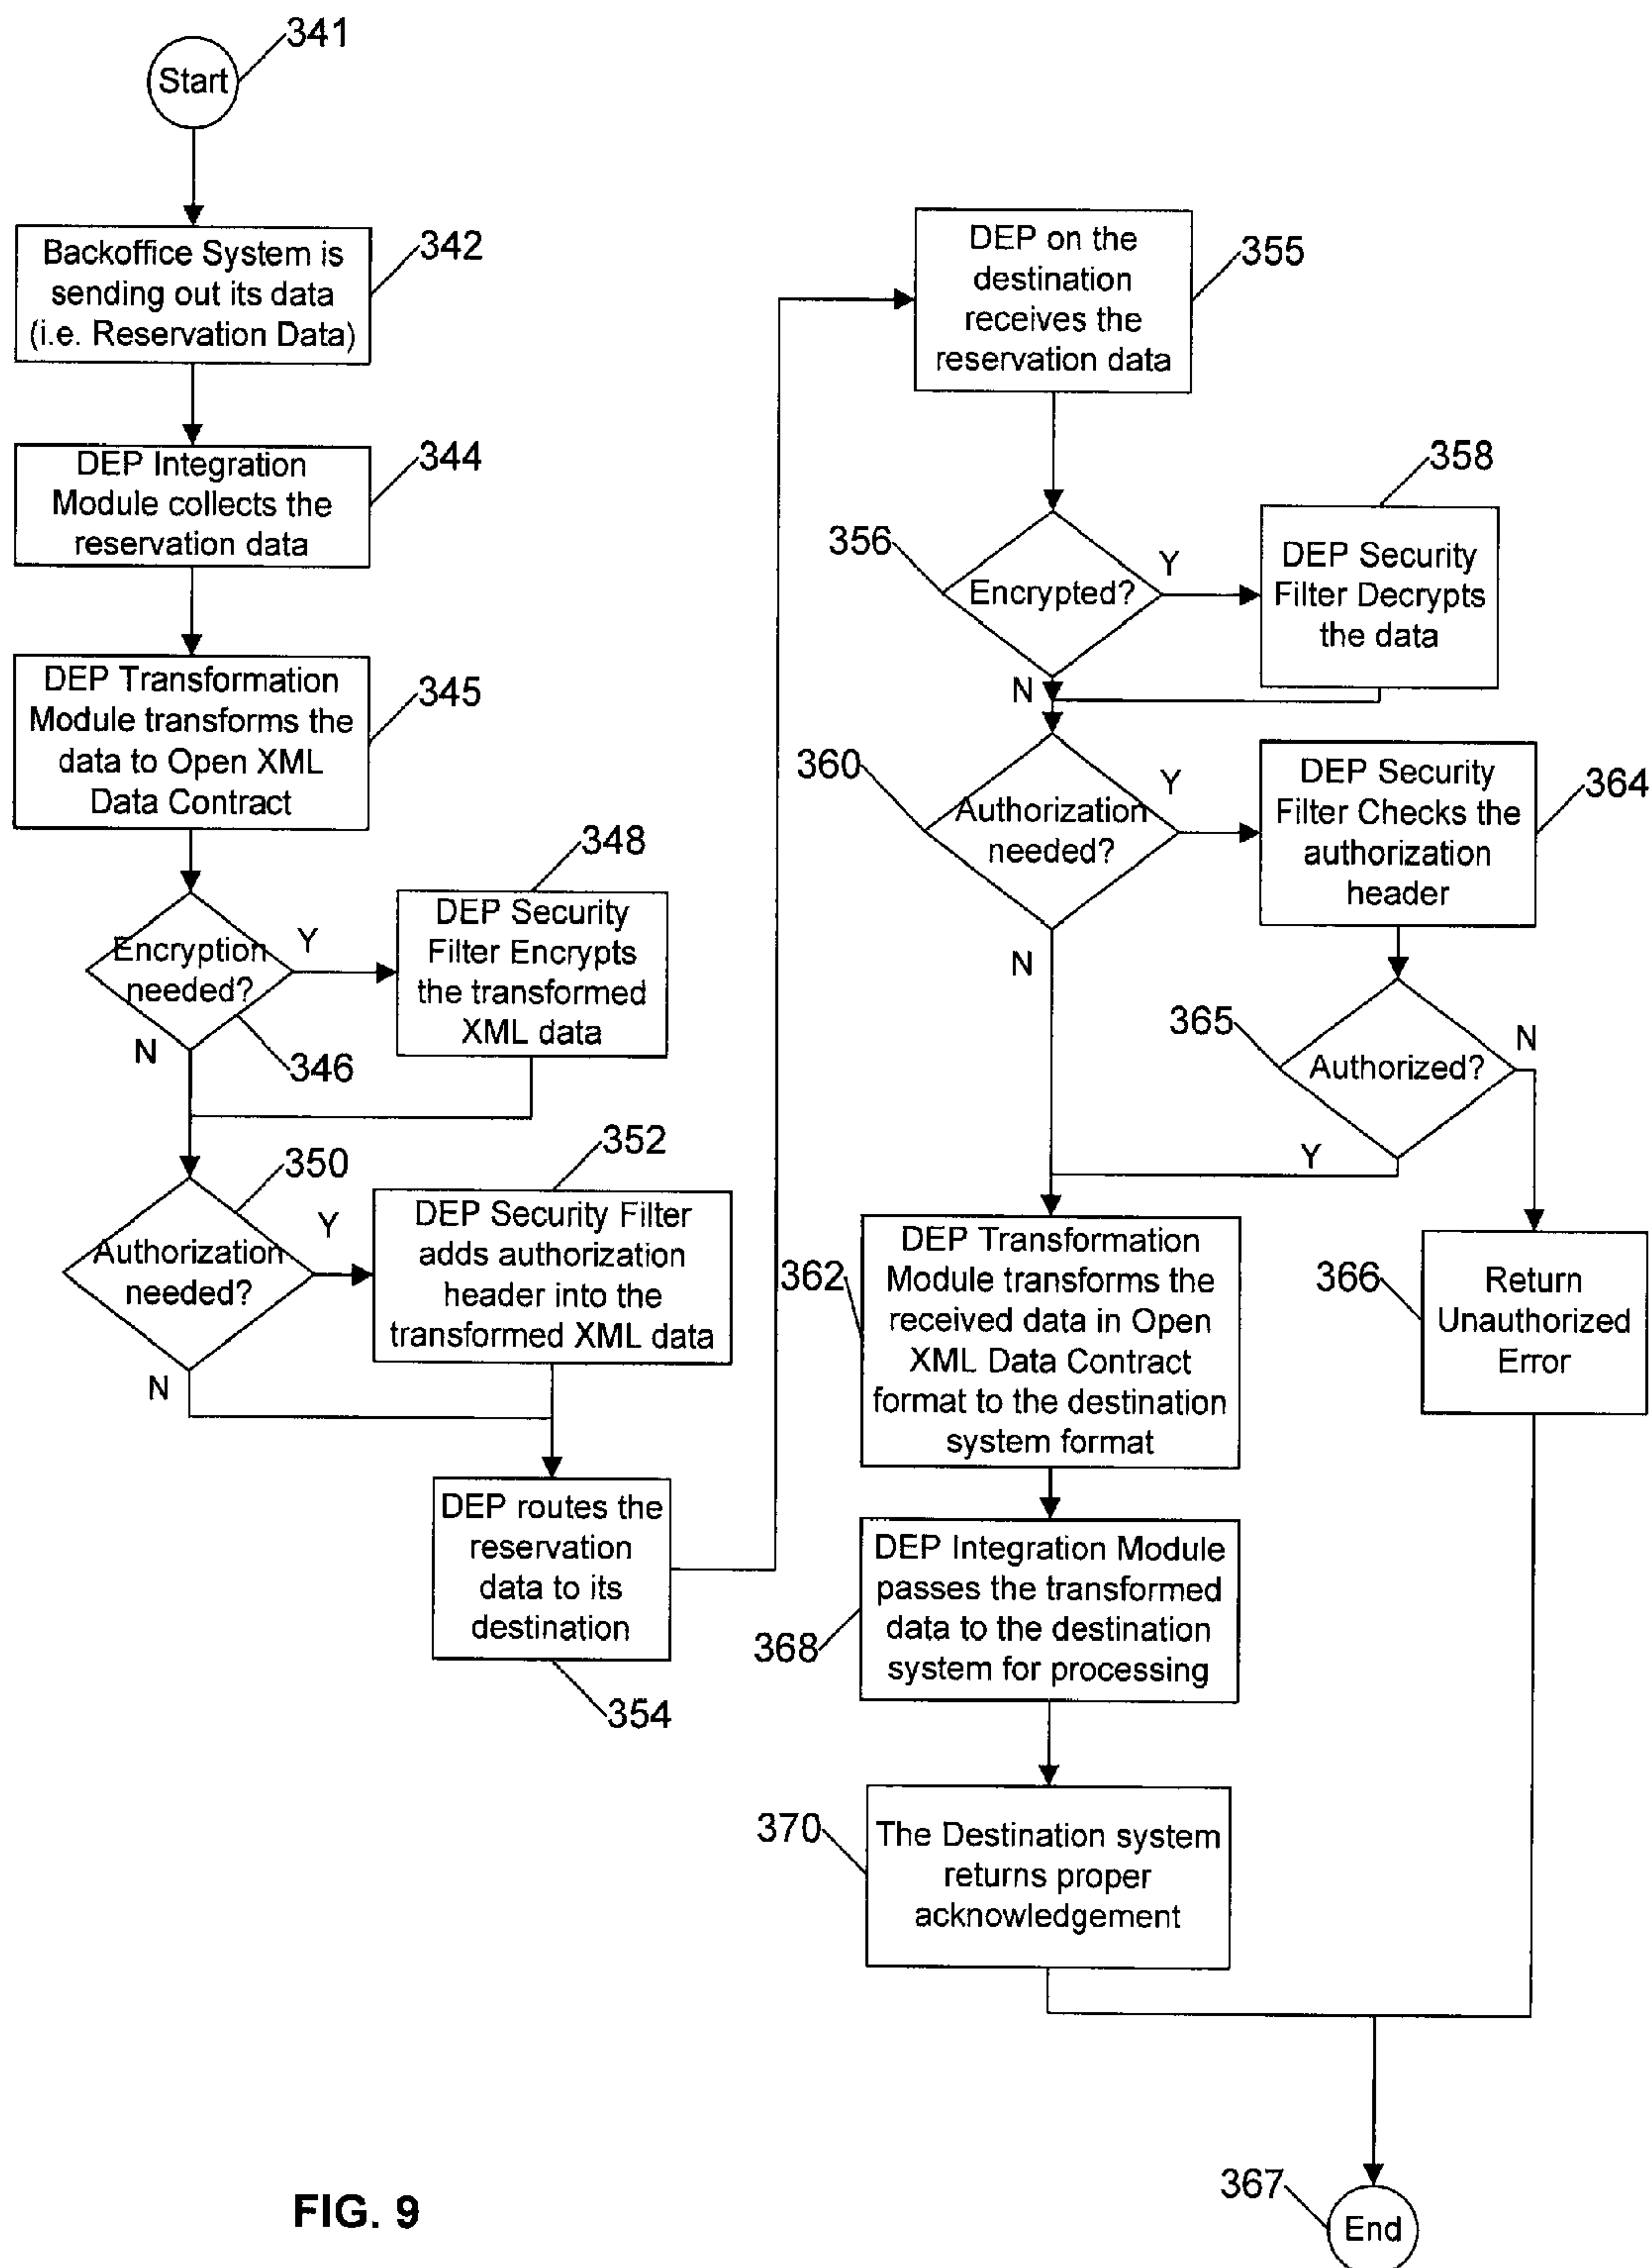 341
Start
Backoffice System is
sending out its data
(i.e. Reservation Data)
342
DEP Integration
Module collects the
reservation data
344
DEP Transformation
Module transforms the
data to Open XML
Data Contract
345
Encryption
needed?
Y
N
346
348
DEP Security
Filter Encrypts
the transformed
XML data
350
Authorization
needed?
Y
N
352
DEP Security Filter
adds authorization
header into the
transformed XML data
DEP routes the
reservation
data to its
destination
354
DEP on the
destination
receives the
reservation data
355
356
Encrypted?
Y
N
358
DEP Security
Filter Decrypts
the data
360
Authorization
needed?
Y
N
DEP Security
Filter Checks the
authorization
header
364
365
Authorized?
N
Y
362
DEP Transformation
Module transforms the
received data in Open
XML Data Contract
format to the destination
system format
366
Return
Unauthorized
Error
DEP Integration Module
passes the transformed
data to the destination
system for processing
368
370
The Destination system
returns proper
acknowledgement
367
End
FIG. 9